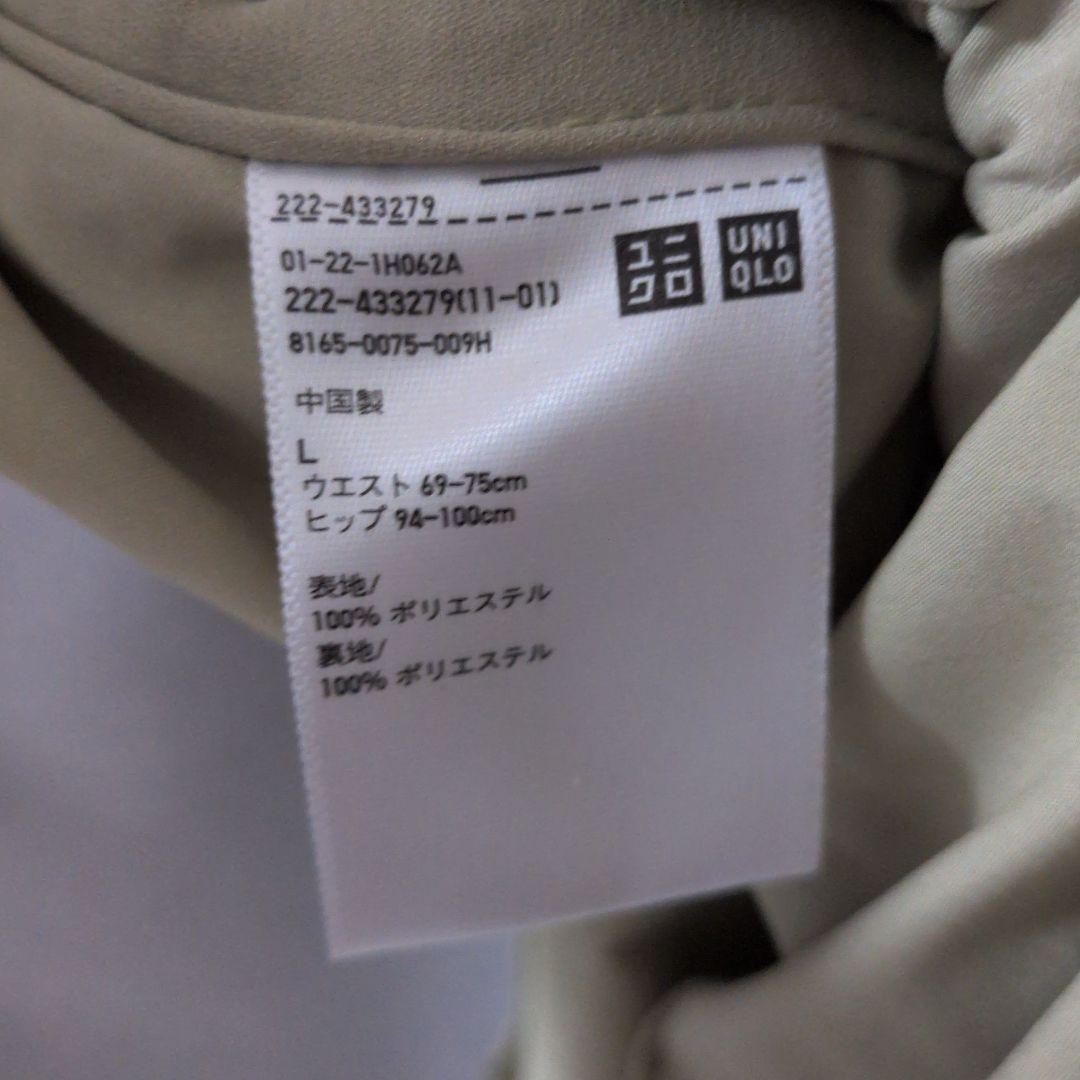 222-433279
01-22-1H062A
222-433279(11-01)
8165-0075-009H
ユニクロ
UNIQLO
中国製
L
ウエスト 69-75cm
ヒップ 94-100cm
表地/
100% ポリエステル
裏地/
100% ポリエステル